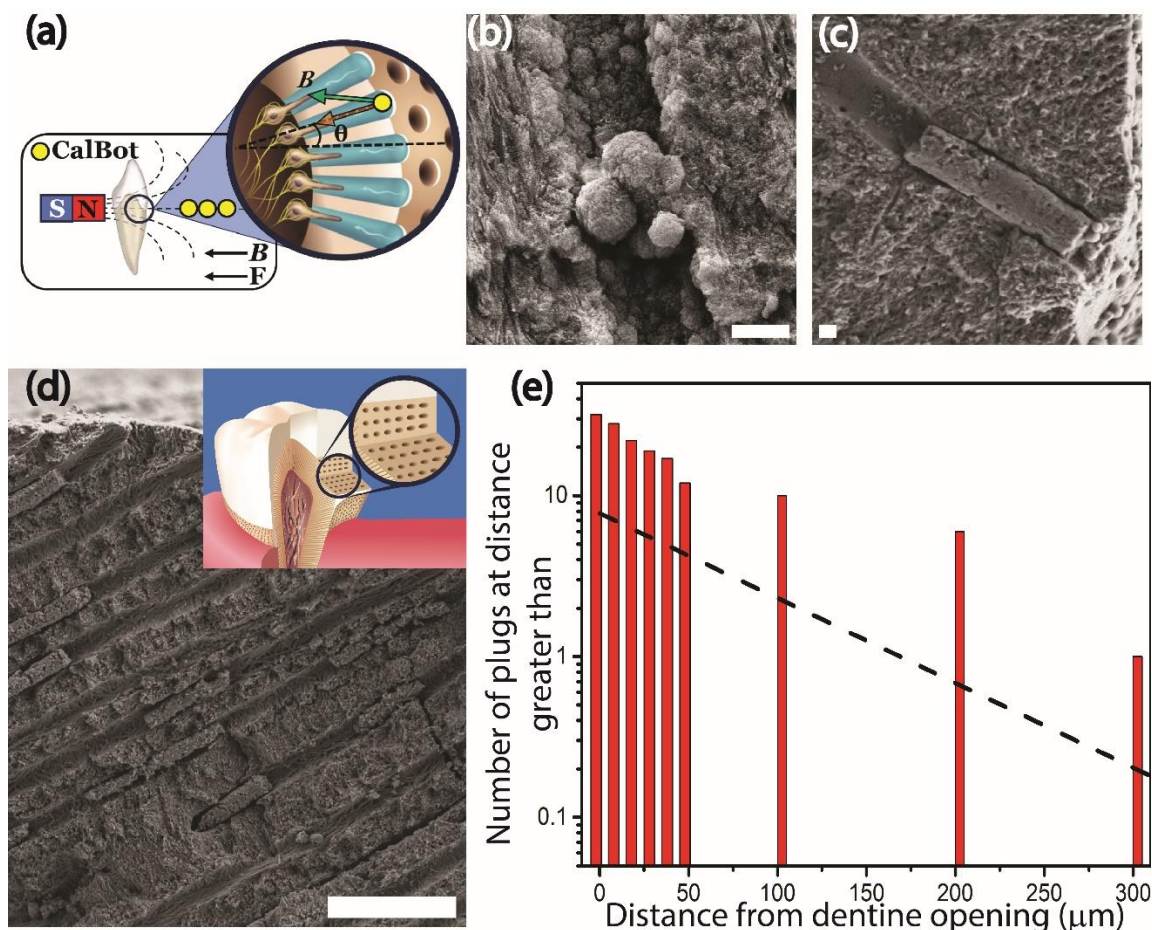 (a)
B
θ
CalBot
S N
B
F
(b)
(c)
(d)
(e)
Number of plugs at distance
greater than
10
1
0.1
0 50 100 150 200 250 300
Distance from dentine opening (μm)